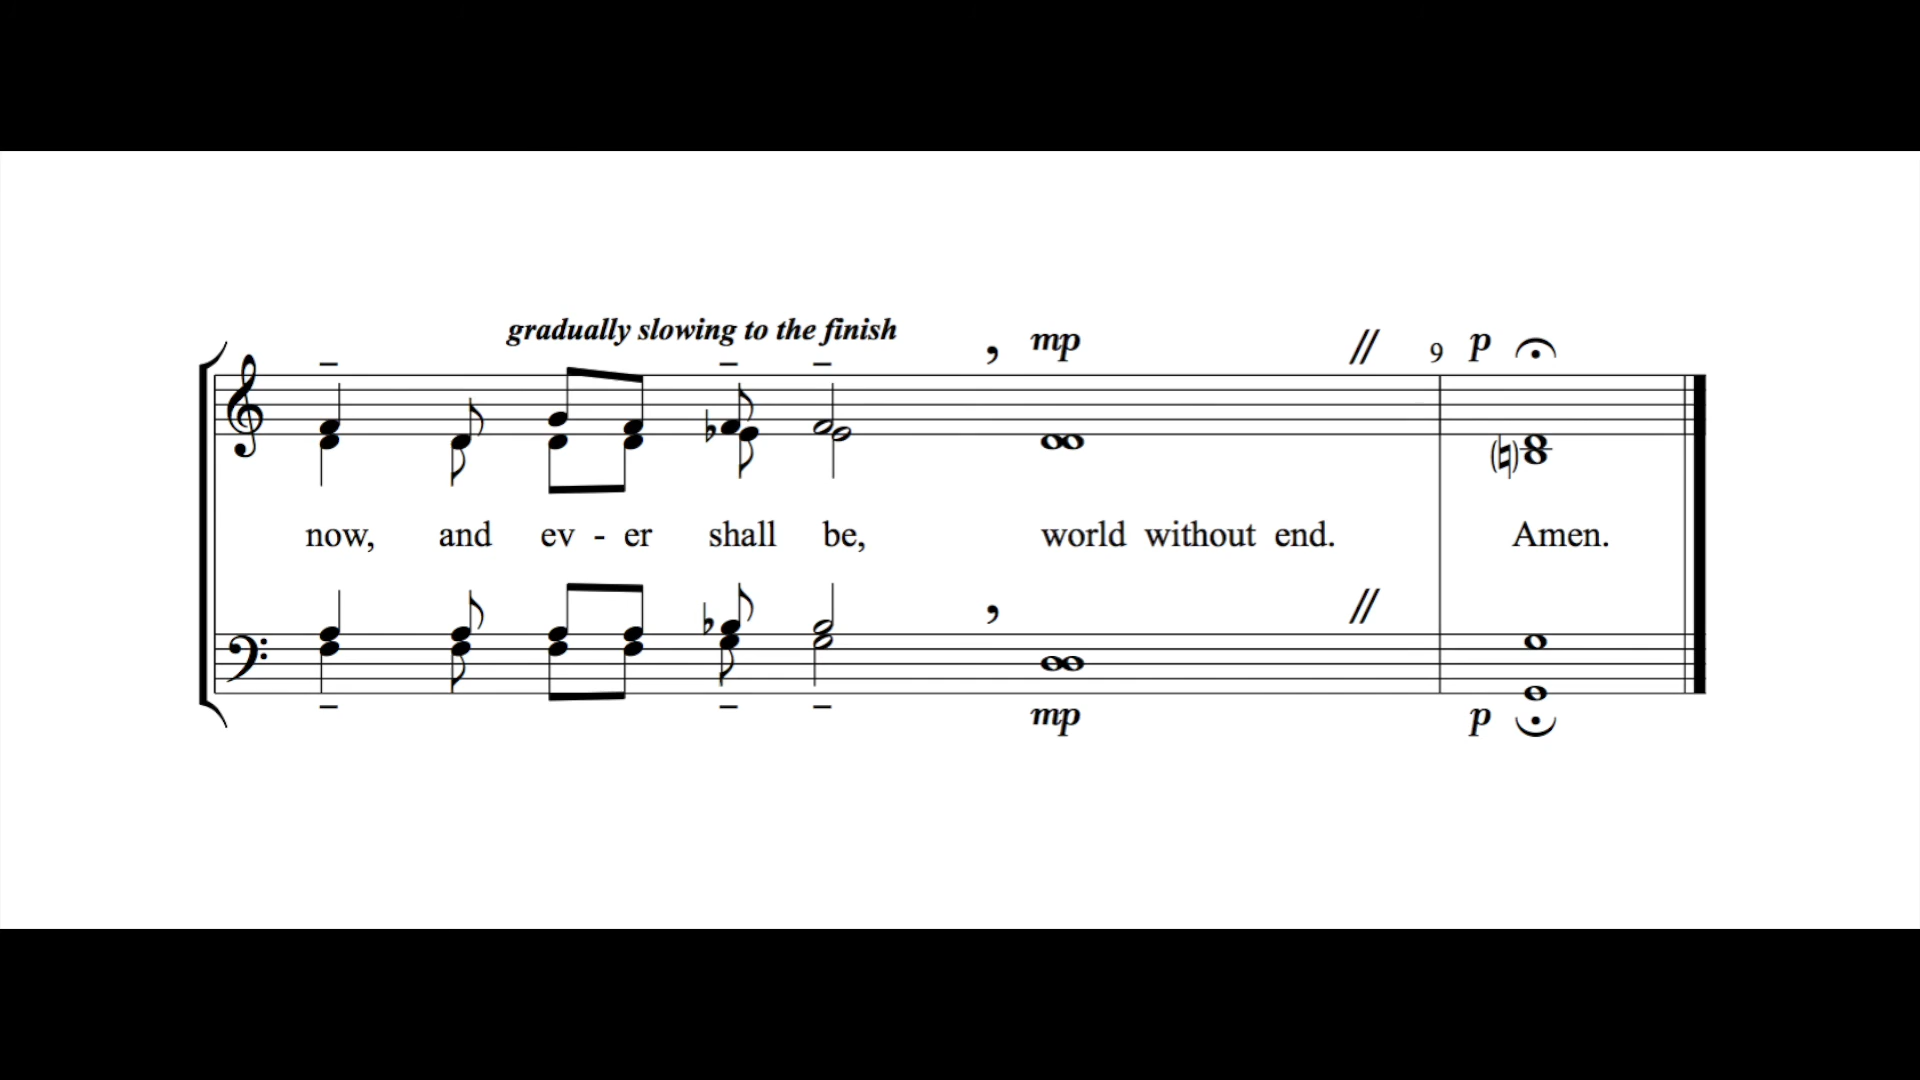 gradually slowing to the finish
mp
9 p
now, and ev - er shall be, world without end. Amen.
mp p